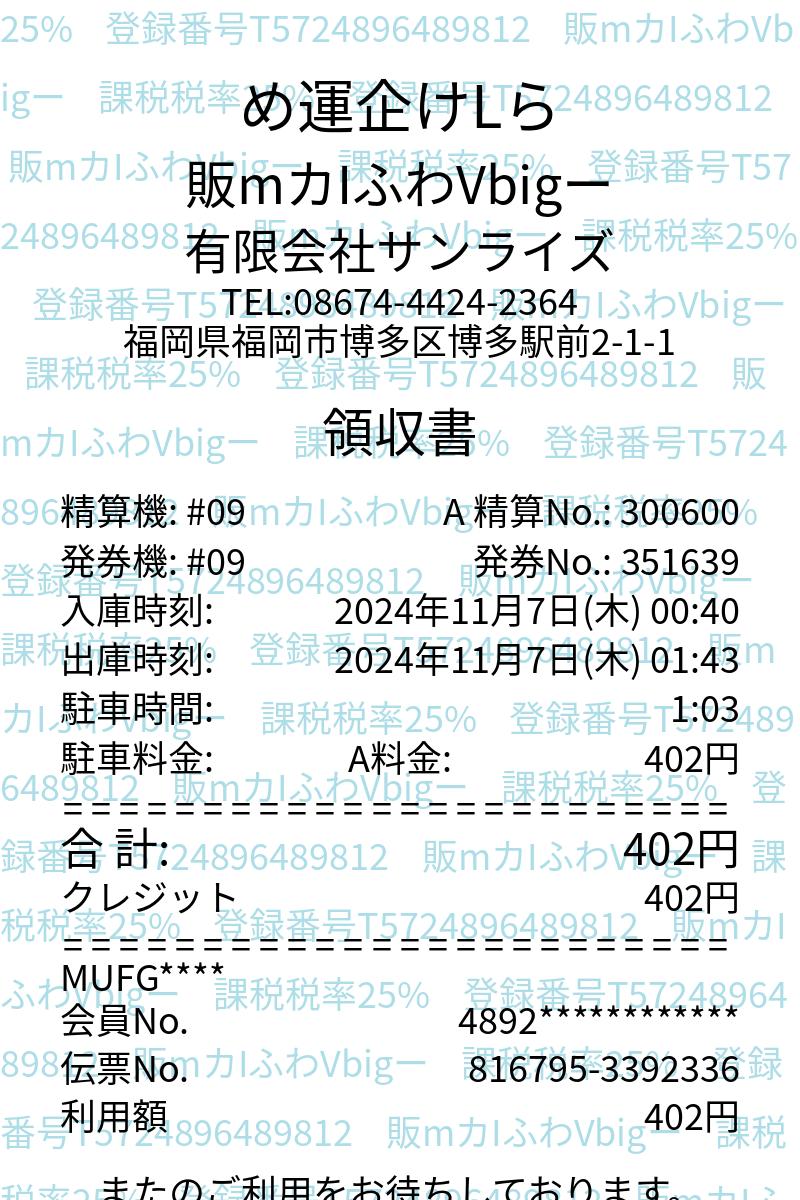 め運企けLら
販mカIふわVbigー
有限会社サンライズ
TEL:08674-4424-2364
福岡県福岡市博多区博多駅前2-1-1
領収書
精算機: #09 A 精算No.: 300600
発券機: #09 発券No.: 351639
入庫時刻: 2024年11月7日(木) 00:40
出庫時刻: 2024年11月7日(木) 01:43
駐車時間: 1:03
駐車料金: A料金: 402円
========================
合 計: 402円
クレジット 402円
========================
MUFG****
会員No. 4892************
伝票No. 816795-3392336
利用額 402円
またのご利用をお待ちしております。